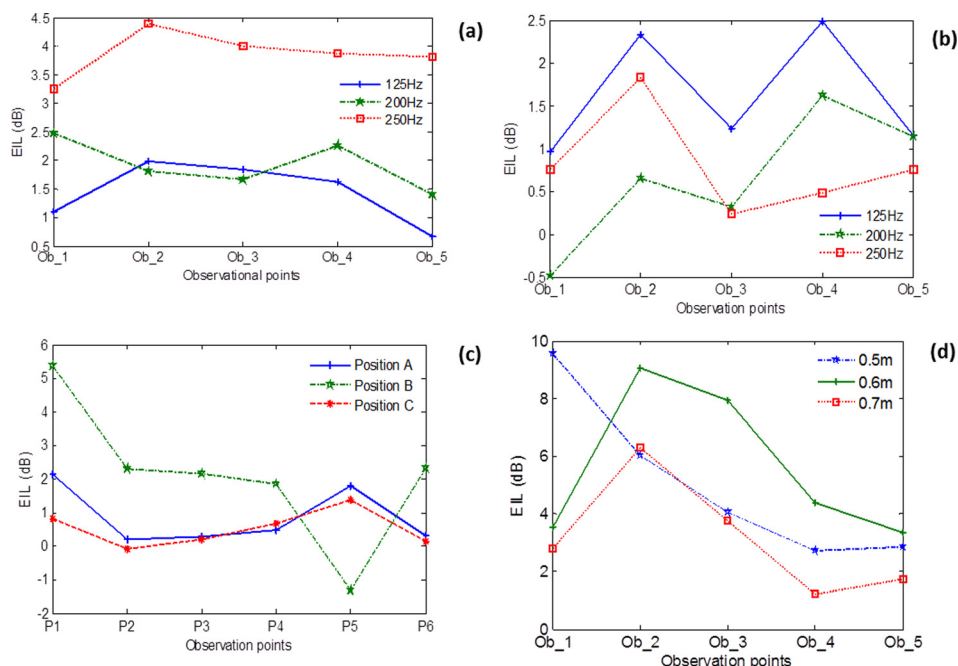 (a)
4.5
4
3.5
3
2.5
2
1.5
1
0.5
EIL (dB)
125Hz
200Hz
250Hz
Ob_1 Ob_2 Ob_3 Ob_4 Ob_5
Observational points
(b)
2.5
2
1.5
1
0.5
0
-0.5
EIL (dB)
125Hz
200Hz
250Hz
Ob_1 Ob_2 Ob_3 Ob_4 Ob_5
Observation points
(c)
6
5
4
3
2
1
0
-1
-2
EIL (dB)
Position A
Position B
Position C
P1 P2 P3 P4 P5 P6
Observation points
(d)
10
8
6
4
2
0
EIL (dB)
0.5m
0.6m
0.7m
Ob_1 Ob_2 Ob_3 Ob_4 Ob_5
Observation points